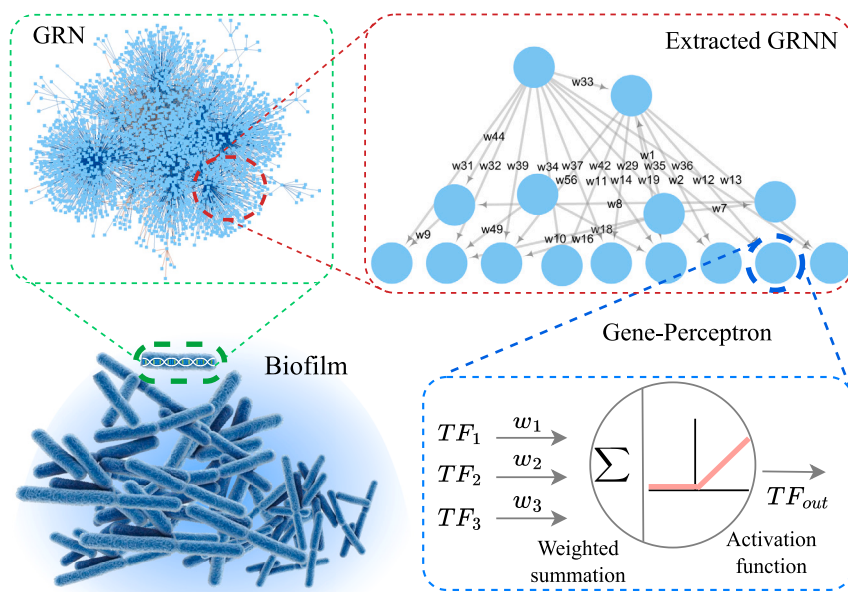 GRN
Extracted GRNN
w33
w44
w1
w31 w32 w39 w34 w37 w42 w29 w35 w36
w56 w11 w14 w19 w2 w12 w13
w8 w7
w9 w49 w18
w10 w16
Gene-Perceptron
Biofilm
TF1 w1
TF2 w2
TF3 w3
∑
TFout
Weighted summation
Activation function